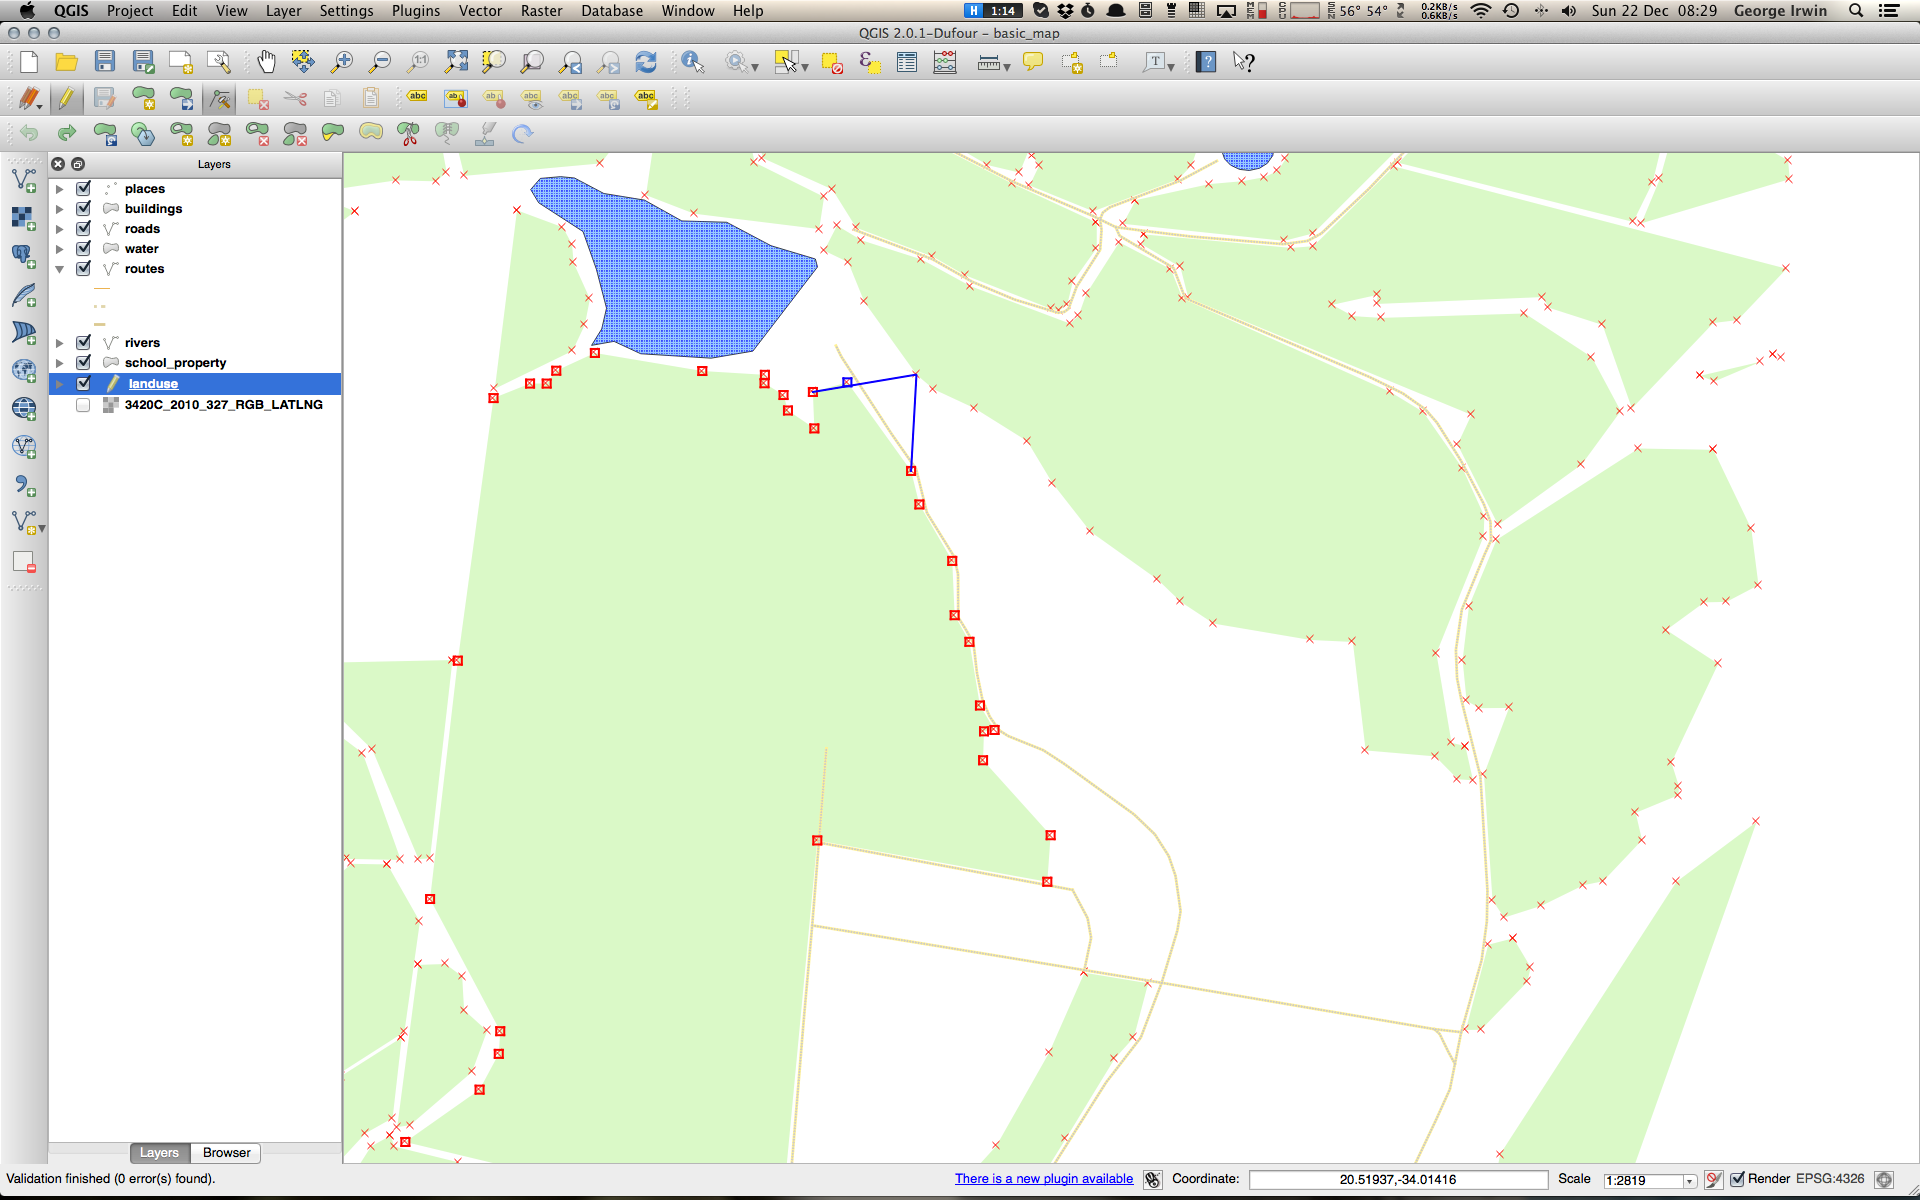 QGIS Project Edit View Layer Settings Plugins Vector Raster Database Window Help
H 1:14 56° 54° 0.2KB/s 0.6KB/s Sun 22 Dec 08:29 George Irwin
QGIS 2.0.1-Dufour – basic_map
Layers
places
buildings
roads
water
routes
rivers
school_property
landuse
3420C_2010_327_RGB_LATLNG
Layers Browser
Validation finished (0 error(s) found). There is a new plugin available Coordinate: 20.51937,-34.01416 Scale 1:2819 Render EPSG:4326